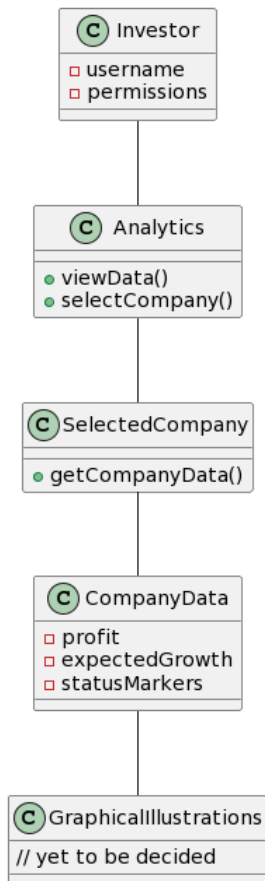 C Investor
username
permissions
C Analytics
viewData()
selectCompany()
C SelectedCompany
getCompanyData()
C CompanyData
profit
expectedGrowth
statusMarkers
C GraphicalIllustrations
// yet to be decided